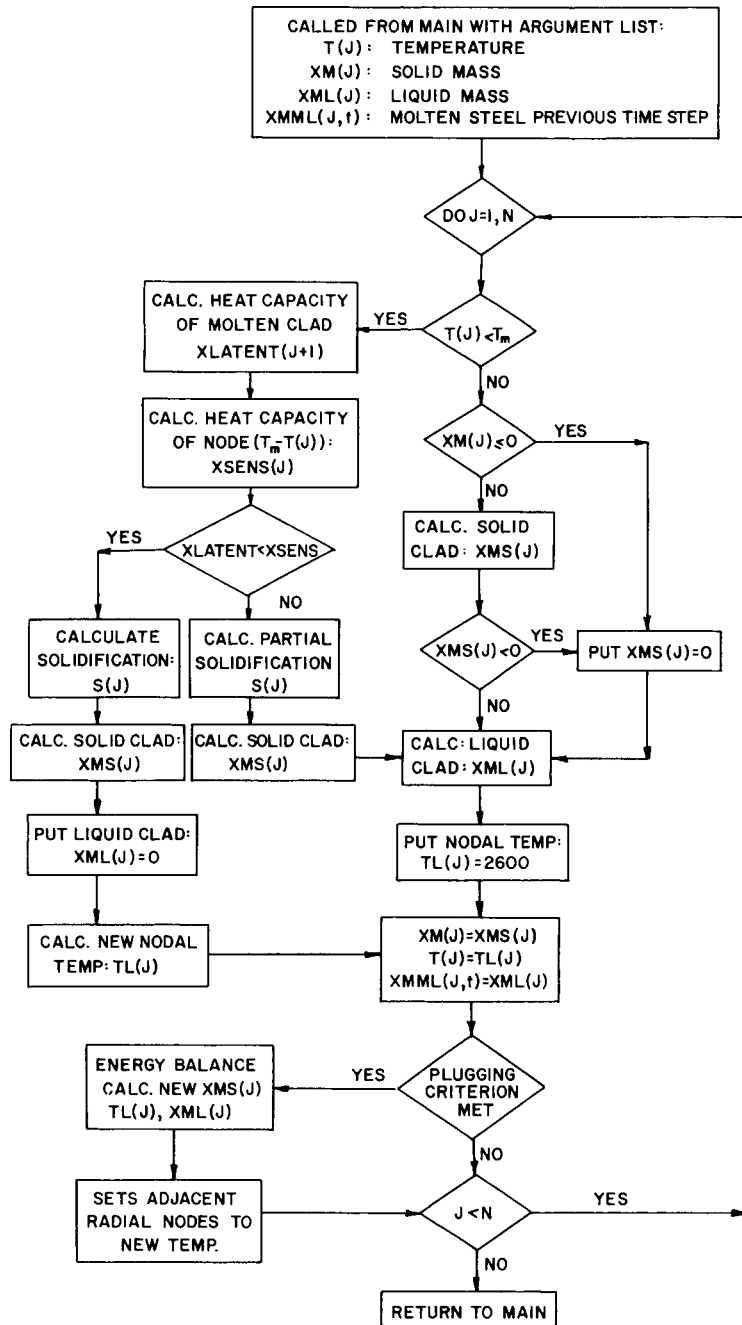 CALLED FROM MAIN WITH ARGUMENT LIST:
T(J): TEMPERATURE
XM(J): SOLID MASS
XML(J): LIQUID MASS
XMML(J,t): MOLTEN STEEL PREVIOUS TIME STEP
DO J=1,N
T(J)<Tm
YES
NO
CALC. HEAT CAPACITY
OF MOLTEN CLAD
XLATENT(J+1)
CALC. HEAT CAPACITY
OF NODE(Tm-T(J)):
XSENS(J)
XM(J)≤0
YES
NO
CALC. SOLID
CLAD: XMS(J)
XLATENT<XSENS
YES
NO
CALCULATE
SOLIDIFICATION:
S(J)
CALC. PARTIAL
SOLIDIFICATION
S(J)
XMS(J)<0
YES
NO
PUT XMS(J)=0
CALC. SOLID CLAD:
XMS(J)
CALC. SOLID CLAD:
XMS(J)
CALC: LIQUID
CLAD: XML(J)
PUT LIQUID CLAD:
XML(J)=0
PUT NODAL TEMP:
TL(J)=2600
CALC. NEW NODAL
TEMP: TL(J)
XM(J)=XMS(J)
T(J)=TL(J)
XMML(J,t)=XML(J)
ENERGY BALANCE
CALC. NEW XMS(J)
TL(J), XML(J)
YES
PLUGGING
CRITERION
MET
NO
SETS ADJACENT
RADIAL NODES TO
NEW TEMP.
J<N
YES
NO
RETURN TO MAIN